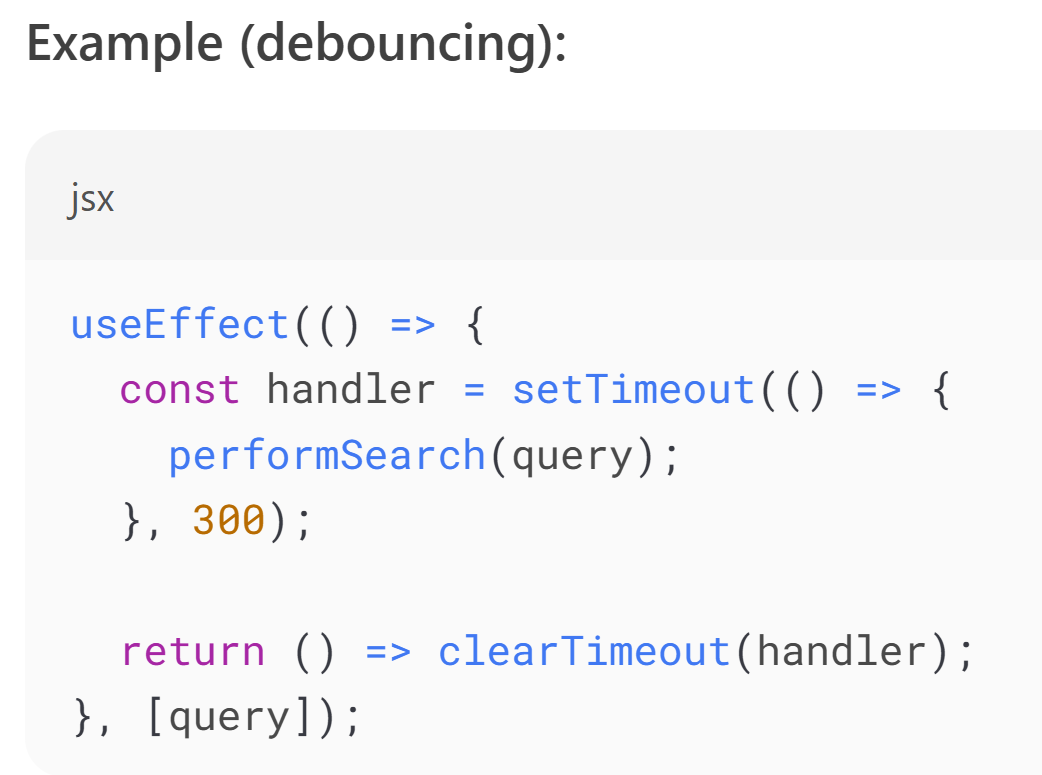 Example (debouncing):
jsx
useEffect(() => {
  const handler = setTimeout(() => {
    performSearch(query);
  }, 300);

  return () => clearTimeout(handler);
}, [query]);